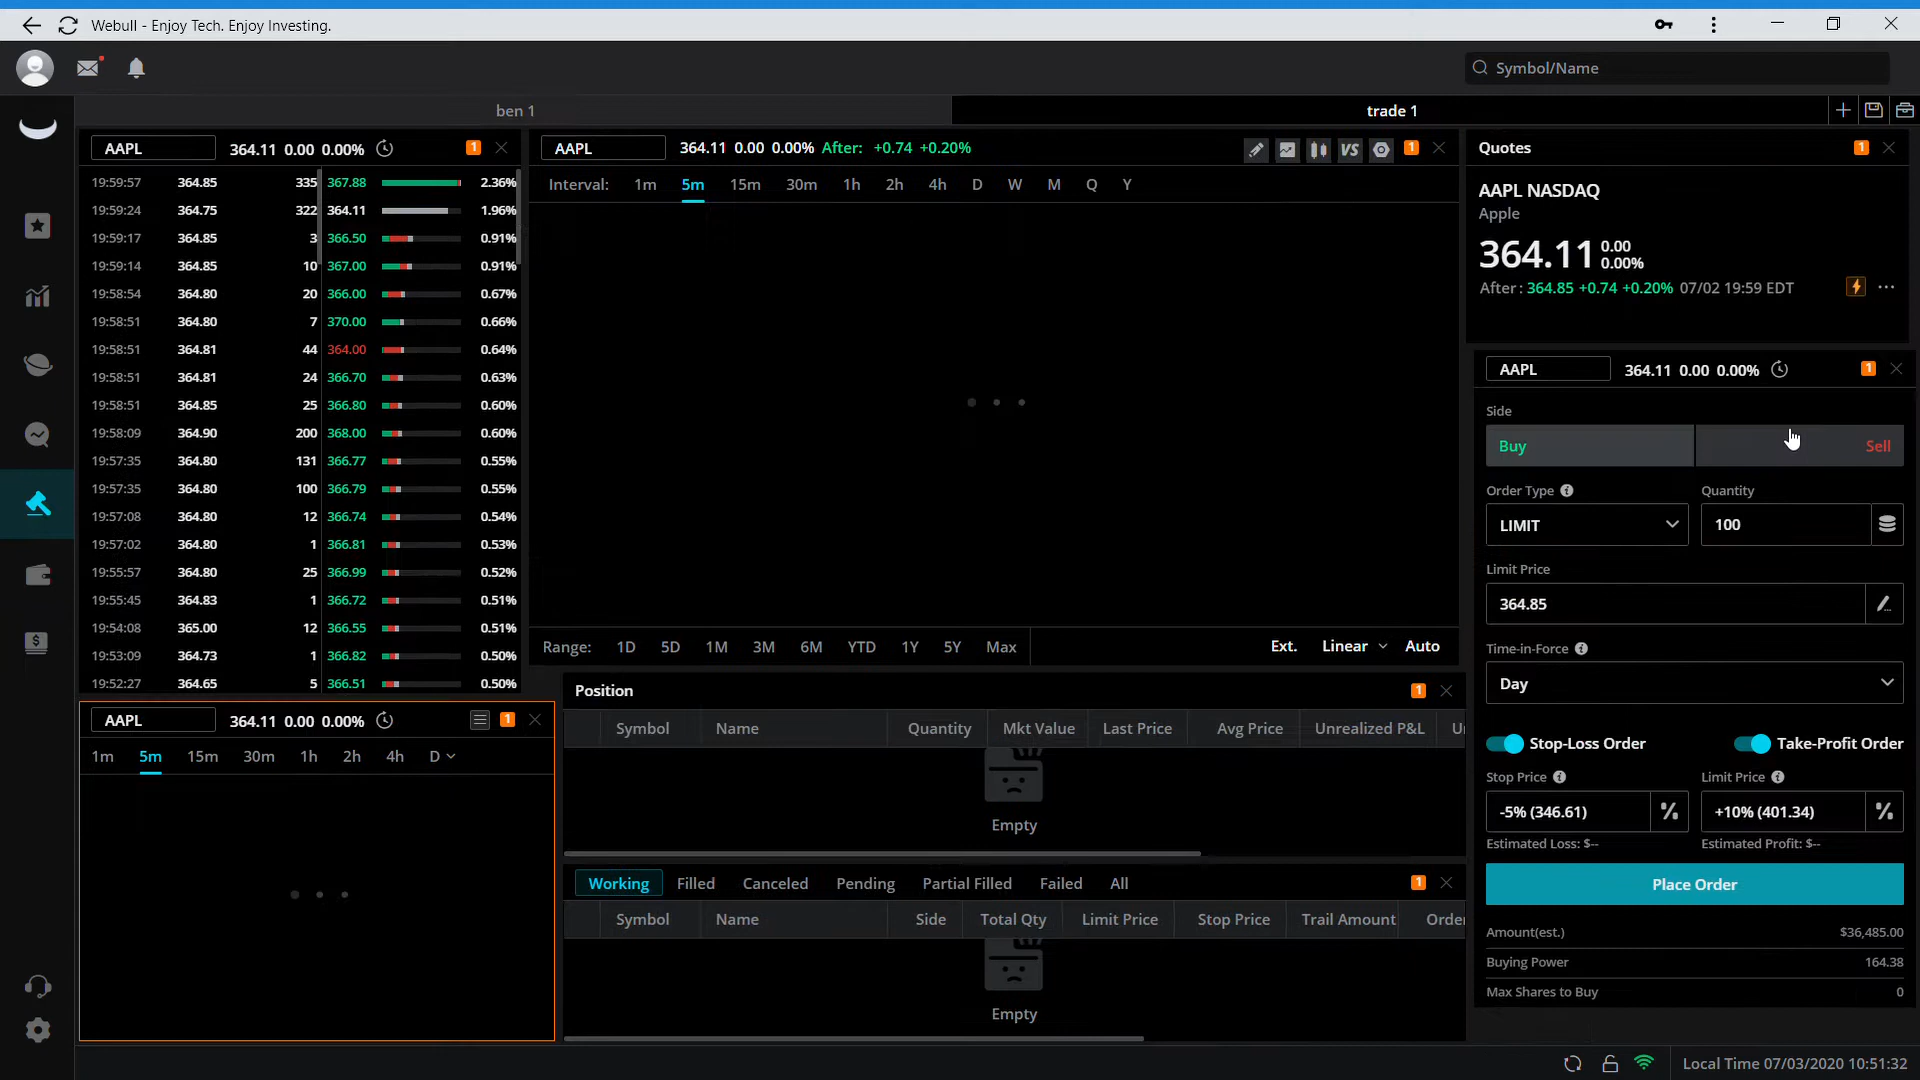 Webull - Enjoy Tech. Enjoy Investing.
Symbol/Name
ben 1
trade 1
AAPL 364.11 0.00 0.00% 1
19:59:57 364.85 335 367.88 2.36%
19:59:24 364.75 322 364.11 1.96%
19:59:17 364.85 3 366.50 0.91%
19:59:14 364.85 10 367.00 0.91%
19:58:54 364.80 20 366.00 0.67%
19:58:51 364.80 7 370.00 0.66%
19:58:51 364.81 44 364.00 0.64%
19:58:51 364.81 24 366.70 0.63%
19:58:51 364.85 25 366.80 0.60%
19:58:09 364.90 200 368.00 0.60%
19:57:35 364.80 131 366.77 0.55%
19:57:35 364.80 100 366.79 0.55%
19:57:08 364.80 12 366.74 0.54%
19:57:02 364.80 1 366.81 0.53%
19:55:57 364.80 25 366.99 0.52%
19:55:45 364.83 1 366.72 0.51%
19:54:08 365.00 12 366.55 0.51%
19:53:09 364.73 1 366.82 0.50%
19:52:27 364.65 5 366.51 0.50%
AAPL 364.11 0.00 0.00% After: +0.74 +0.20% VS 1
Interval: 1m 5m 15m 30m 1h 2h 4h D W M Q Y
Range: 1D 5D 1M 3M 6M YTD 1Y 5Y Max Ext. Linear Auto
AAPL 364.11 0.00 0.00% 1
1m 5m 15m 30m 1h 2h 4h D
Position 1
Symbol Name Quantity Mkt Value Last Price Avg Price Unrealized P&L
Empty
Working Filled Canceled Pending Partial Filled Failed All 1
Symbol Name Side Total Qty Limit Price Stop Price Trail Amount Order
Empty
Quotes 1
AAPL NASDAQ
Apple
364.11 0.00
0.00%
After: 364.85 +0.74 +0.20% 07/02 19:59 EDT
AAPL 364.11 0.00 0.00% 1
Side
Buy Sell
Order Type Quantity
LIMIT 100
Limit Price
364.85
Time-in-Force
Day
Stop-Loss Order Take-Profit Order
Stop Price Limit Price
-5% (346.61) % +10% (401.34) %
Estimated Loss: $-- Estimated Profit: $--
Place Order
Amount(est.) $36,485.00
Buying Power 164.38
Max Shares to Buy 0
Local Time 07/03/2020 10:51:32